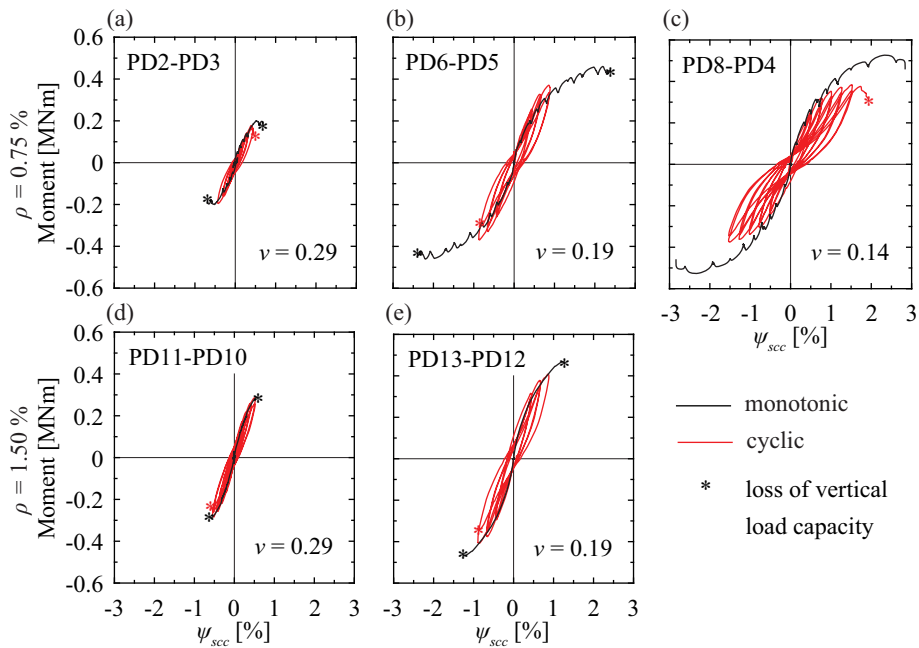 (a)
(b)
(c)
PD2-PD3
PD6-PD5
PD8-PD4
0.6
0.4
0.2
0
-0.2
-0.4
-0.6
ρ = 0.75 %
Moment [MNm]
ν = 0.29
ν = 0.19
ν = 0.14
-3 -2 -1 0 1 2 3
ψscc [%]
(d)
(e)
PD11-PD10
PD13-PD12
0.6
0.4
0.2
0
-0.2
-0.4
-0.6
ρ = 1.50 %
Moment [MNm]
ν = 0.29
ν = 0.19
-3 -2 -1 0 1 2 3
-3 -2 -1 0 1 2 3
ψscc [%]
ψscc [%]
monotonic
cyclic
* loss of vertical
load capacity